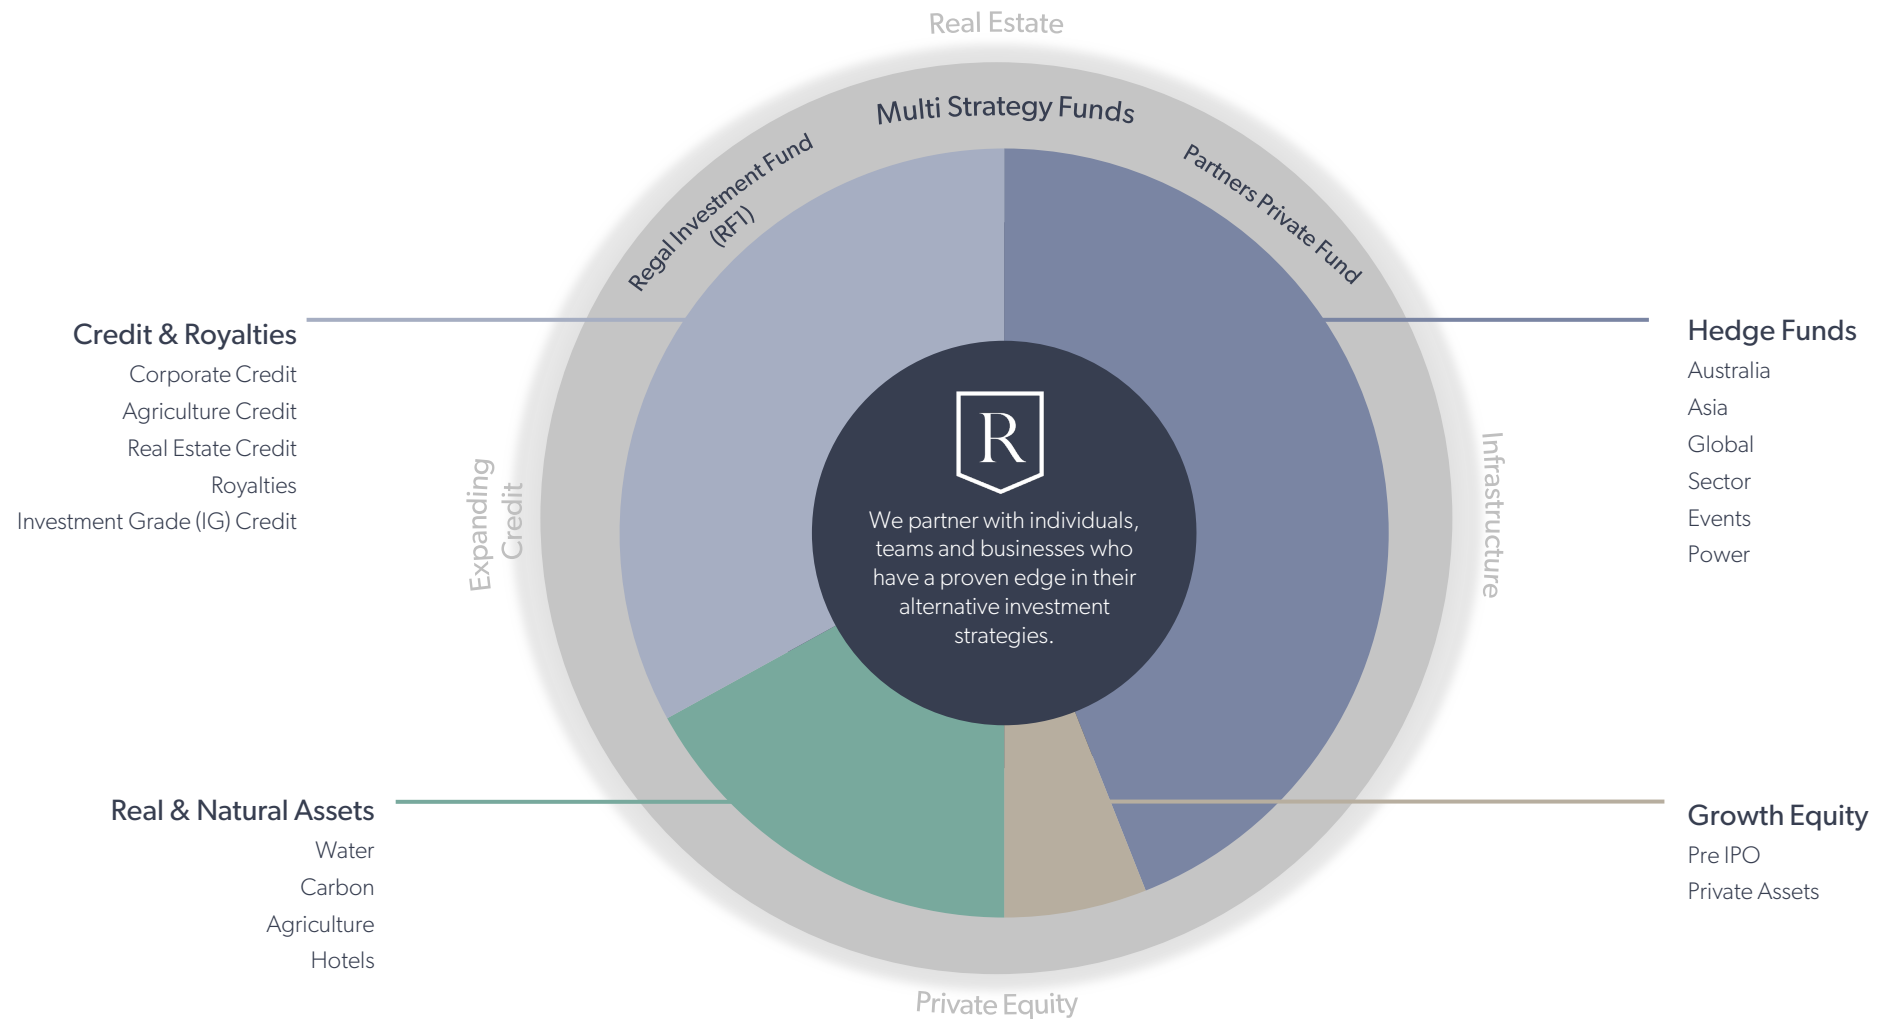 Real Estate
Multi Strategy Funds
Regal Investment Fund
(RF1)
Partners Private Fund
Credit & Royalties
Corporate Credit
Agriculture Credit
Real Estate Credit
Royalties
Investment Grade (IG) Credit
Expanding
Credit
R
We partner with individuals,
teams and businesses who
have a proven edge in their
alternative investment
strategies.
Infrastructure
Hedge Funds
Australia
Asia
Global
Sector
Events
Power
Real & Natural Assets
Water
Carbon
Agriculture
Hotels
Growth Equity
Pre IPO
Private Assets
Private Equity